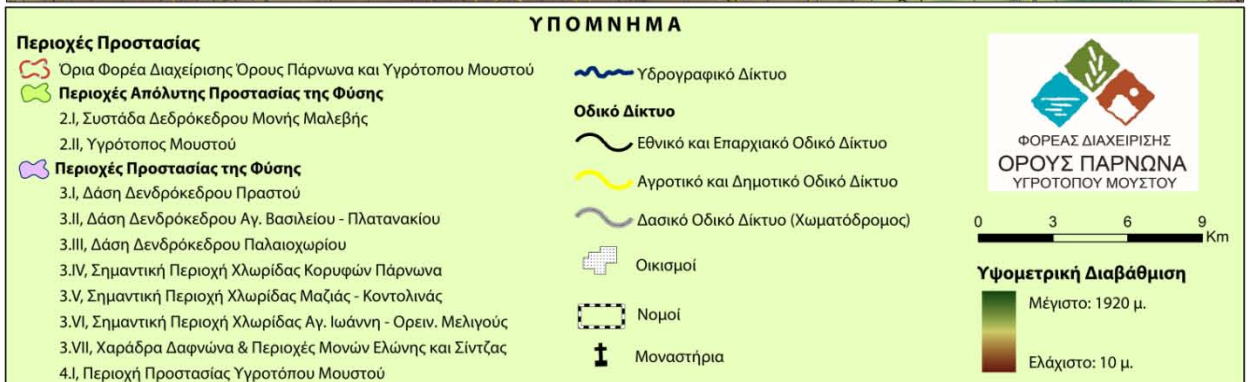 ΥΠΟΜΝΗΜΑ
Περιοχές Προστασίας
Όρια Φορέα Διαχείρισης Όρους Πάρνωνα και Υγρότοπου Μουστού
Περιοχές Απόλυτης Προστασίας της Φύσης
2.I, Συστάδα Δεδρόκεδρου Μονής Μαλεβής
2.II, Υγρότοπος Μουστού
Περιοχές Προστασίας της Φύσης
3.I, Δάση Δενδρόκεδρου Πραστού
3.II, Δάση Δενδρόκεδρου Αγ. Βασιλείου - Πλατανακίου
3.III, Δάση Δενδρόκεδρου Παλαιοχωρίου
3.IV, Σημαντική Περιοχή Χλωρίδας Κορυφών Πάρνωνα
3.V, Σημαντική Περιοχή Χλωρίδας Μαζιάς - Κοντολινάς
3.VI, Σημαντική Περιοχή Χλωρίδας Αγ. Ιωάννη - Ορειν. Μελιγούς
3.VII, Χαράδρα Δαφνώνα & Περιοχές Μονών Ελώνης και Σίντζας
4.I, Περιοχή Προστασίας Υγροτόπου Μουστού
Υδρογραφικό Δίκτυο
Οδικό Δίκτυο
Εθνικό και Επαρχιακό Οδικό Δίκτυο
Αγροτικό και Δημοτικό Οδικό Δίκτυο
Δασικό Οδικό Δίκτυο (Χωματόδρομος)
Οικισμοί
Νομοί
Μοναστήρια
ΦΟΡΕΑΣ ΔΙΑΧΕΙΡΙΣΗΣ
ΟΡΟΥΣ ΠΑΡΝΩΝΑ
ΥΓΡΟΤΟΠΟΥ ΜΟΥΣΤΟΥ
0 3 6 9
Km
Υψομετρική Διαβάθμιση
Μέγιστο: 1920 μ.
Ελάχιστο: 10 μ.